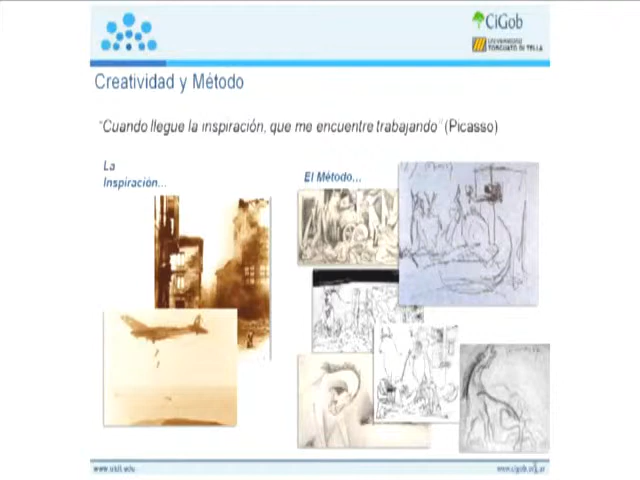 CiGob
UNIVERSIDAD
TORCUATO DI TELLA
Creatividad y Método
"Cuando llegue la inspiración, que me encuentre trabajando" (Picasso)
La
Inspiración...
El Método...
www.utdt.edu
www.cigob.org.ar